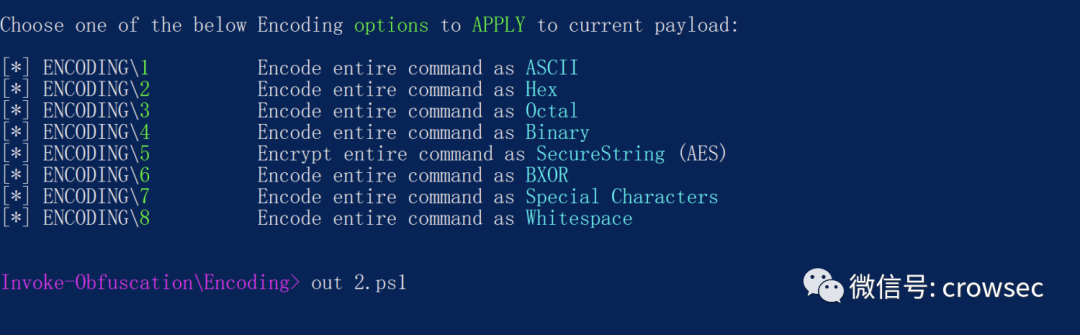 Choose one of the below Encoding options to APPLY to current payload:
[*] ENCODING\1 Encode entire command as ASCII
[*] ENCODING\2 Encode entire command as Hex
[*] ENCODING\3 Encode entire command as Octal
[*] ENCODING\4 Encode entire command as Binary
[*] ENCODING\5 Encrypt entire command as SecureString (AES)
[*] ENCODING\6 Encode entire command as BXOR
[*] ENCODING\7 Encode entire command as Special Characters
[*] ENCODING\8 Encode entire command as Whitespace
Invoke-Obfuscation\Encoding> out 2.ps1
微信号: crowsec